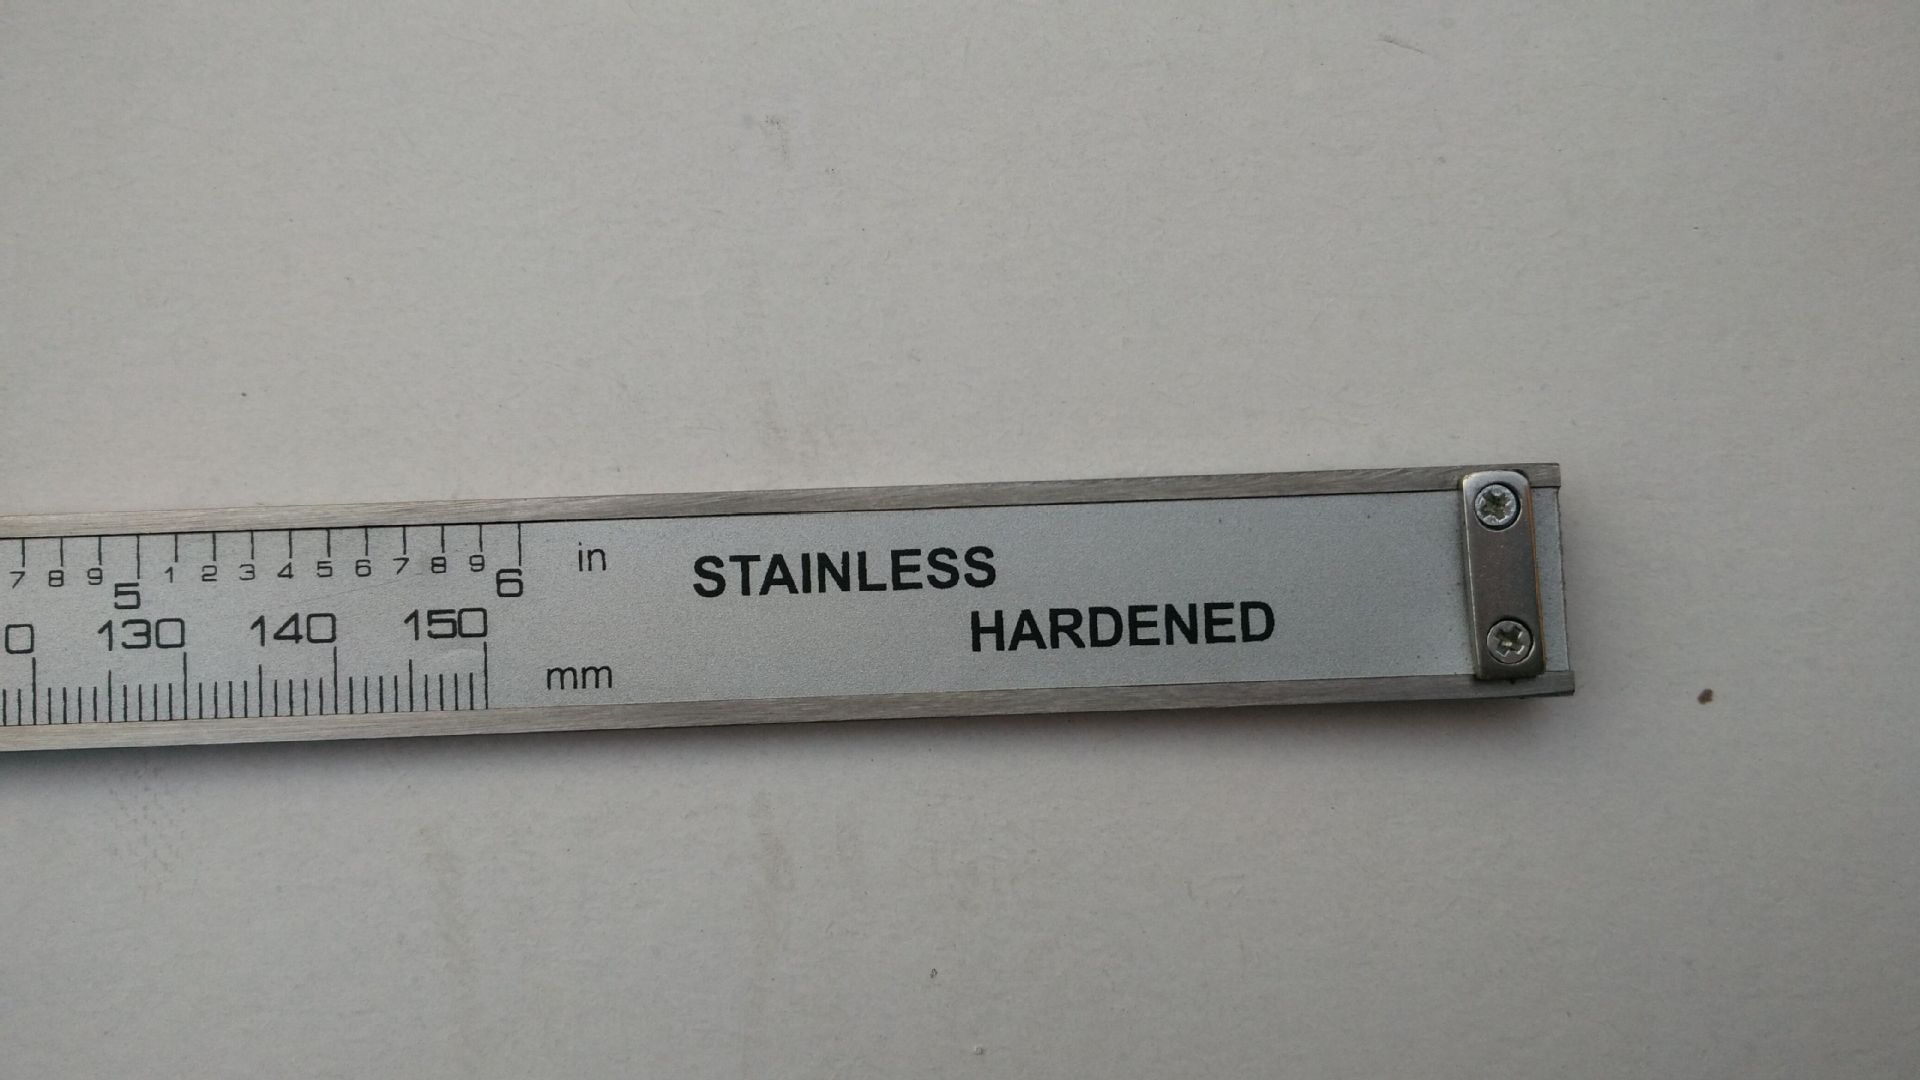 7 8 9 5 1 2 3 4 5 6 7 8 9 6 in
STAINLESS
HARDENED
0 130 140 150
mm